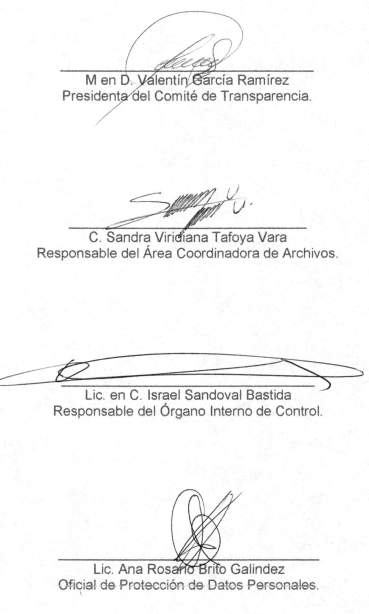 M en D. Valentín García Ramírez
Presidenta del Comité de Transparencia.
C. Sandra Viridiana Tafoya Vara
Responsable del Área Coordinadora de Archivos.
Lic. en C. Israel Sandoval Bastida
Responsable del Órgano Interno de Control.
Lic. Ana Rosario Brito Galindez
Oficial de Protección de Datos Personales.